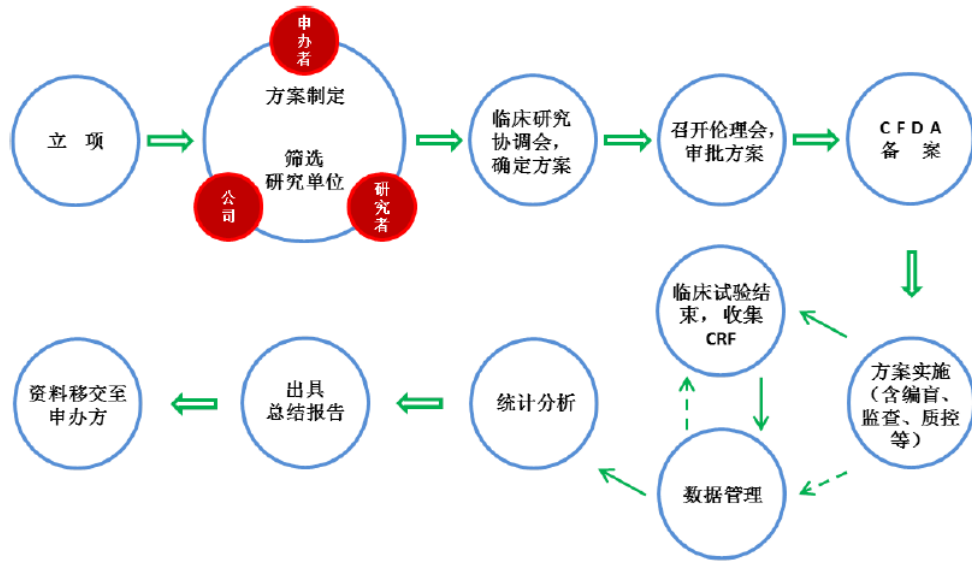 立 项
申办者
方案制定
筛选
研究单位
公司
研究者
临床研究
协调会，
确定方案
召开伦理会，
审批方案
CFDA
备 案
方案实施
（含编盲、
监查、质控
等）
临床试验结
束， 收集
CRF
数据管理
统计分析
出具
总结报告
资料移交至
申办方